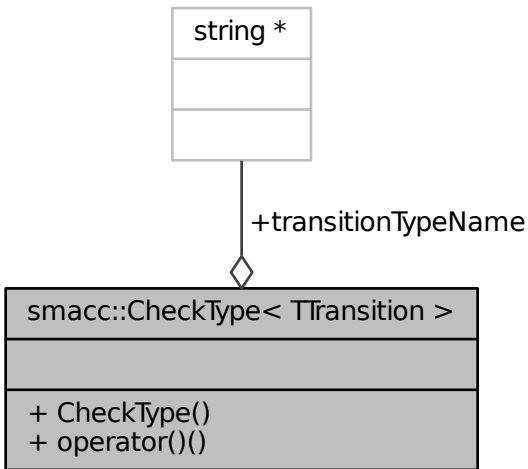 string *
+transitionTypeName
smacc::CheckType< TTransition >
+ CheckType()
+ operator()()